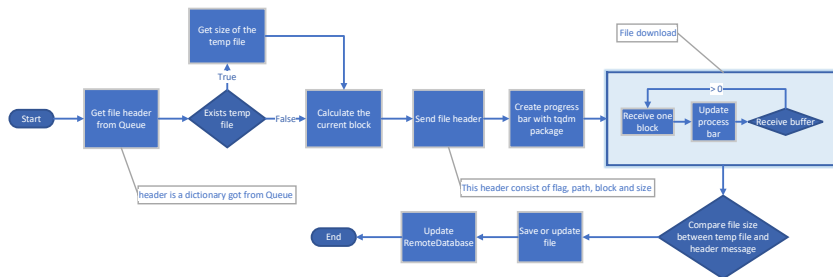 Get size of the
temp file
File download
True
> 0
Start
Get file header
from Queue
Exists temp
file
False
Calculate the
current block
Send file header
Create progress
bar with tqdm
package
Receive one
block
Update
process
bar
Receive buffer
header is a dictionary got from Queue
This header consist of flag, path, block and size
End
Update
RemoteDatabase
Save or update
file
Compare file size
between temp file and
header message